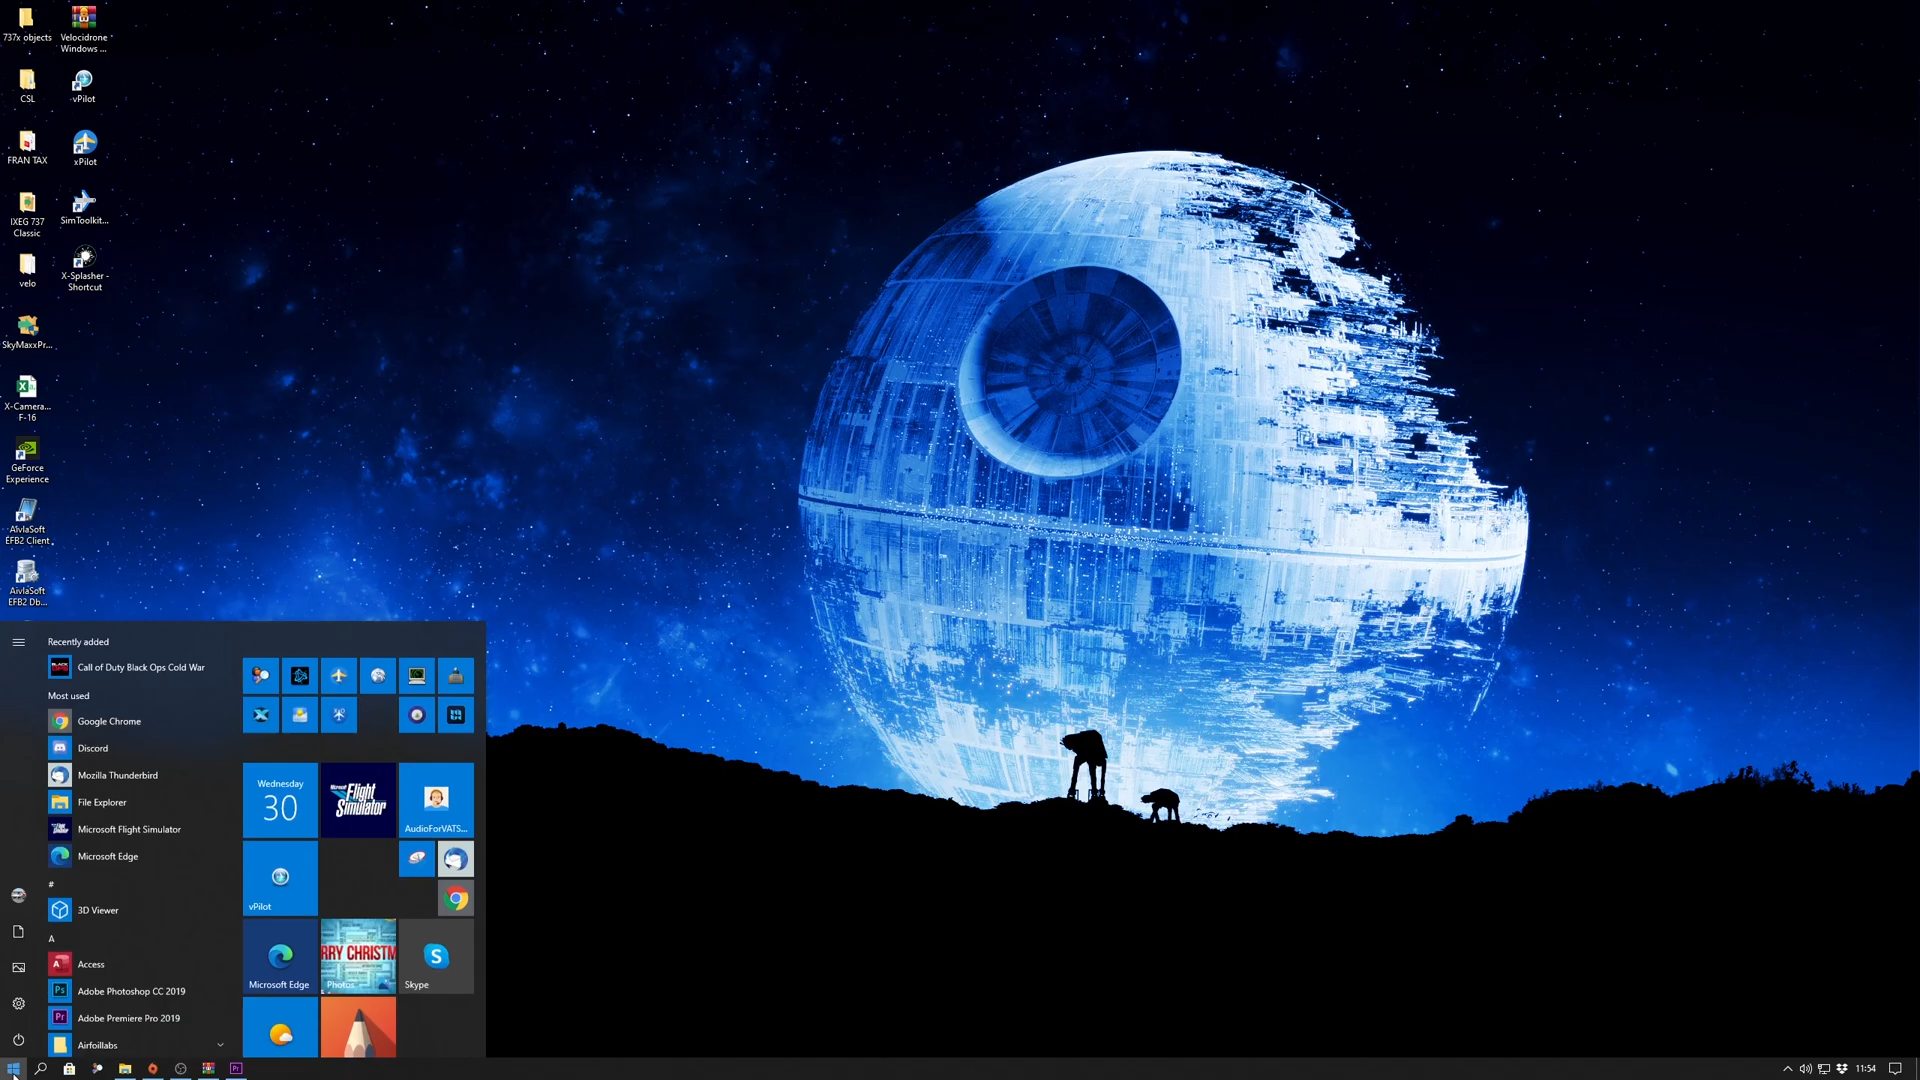 737x objects
Velocidrone
Windows ...
CSL
vPilot
FRAN TAX
xPilot
IXEG 737
Classic
SimToolkit...
velo
X-Splasher -
Shortcut
SkyMaxxPr...
X-Camera...
F-16
GeForce
Experience
AivlaSoft
EFB2 Client
AivlaSoft
EFB2 Db...
Recently added
Call of Duty Black Ops Cold War
Most used
Google Chrome
Discord
Mozilla Thunderbird
File Explorer
Microsoft Flight Simulator
Microsoft Edge
#
3D Viewer
A
Access
Adobe Photoshop CC 2019
Adobe Premiere Pro 2019
Airfoillabs
Wednesday
30
Flight
Simulator
AudioForVATS...
vPilot
Microsoft Edge
RRY CHRISTM
Photos
Skype
11:54